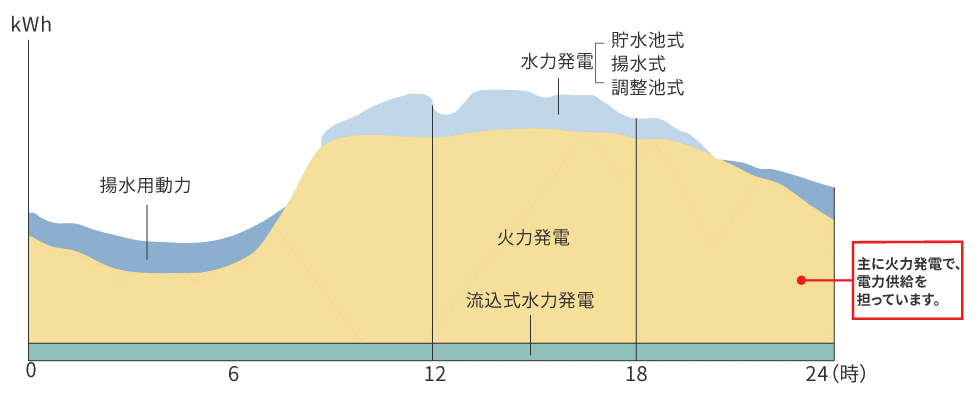 kWh
水力発電
貯水池式
揚水式
調整池式
揚水用動力
火力発電
主に火力発電で、
電力供給を
担っています。
流込式水力発電
0 6 12 18 24(時)